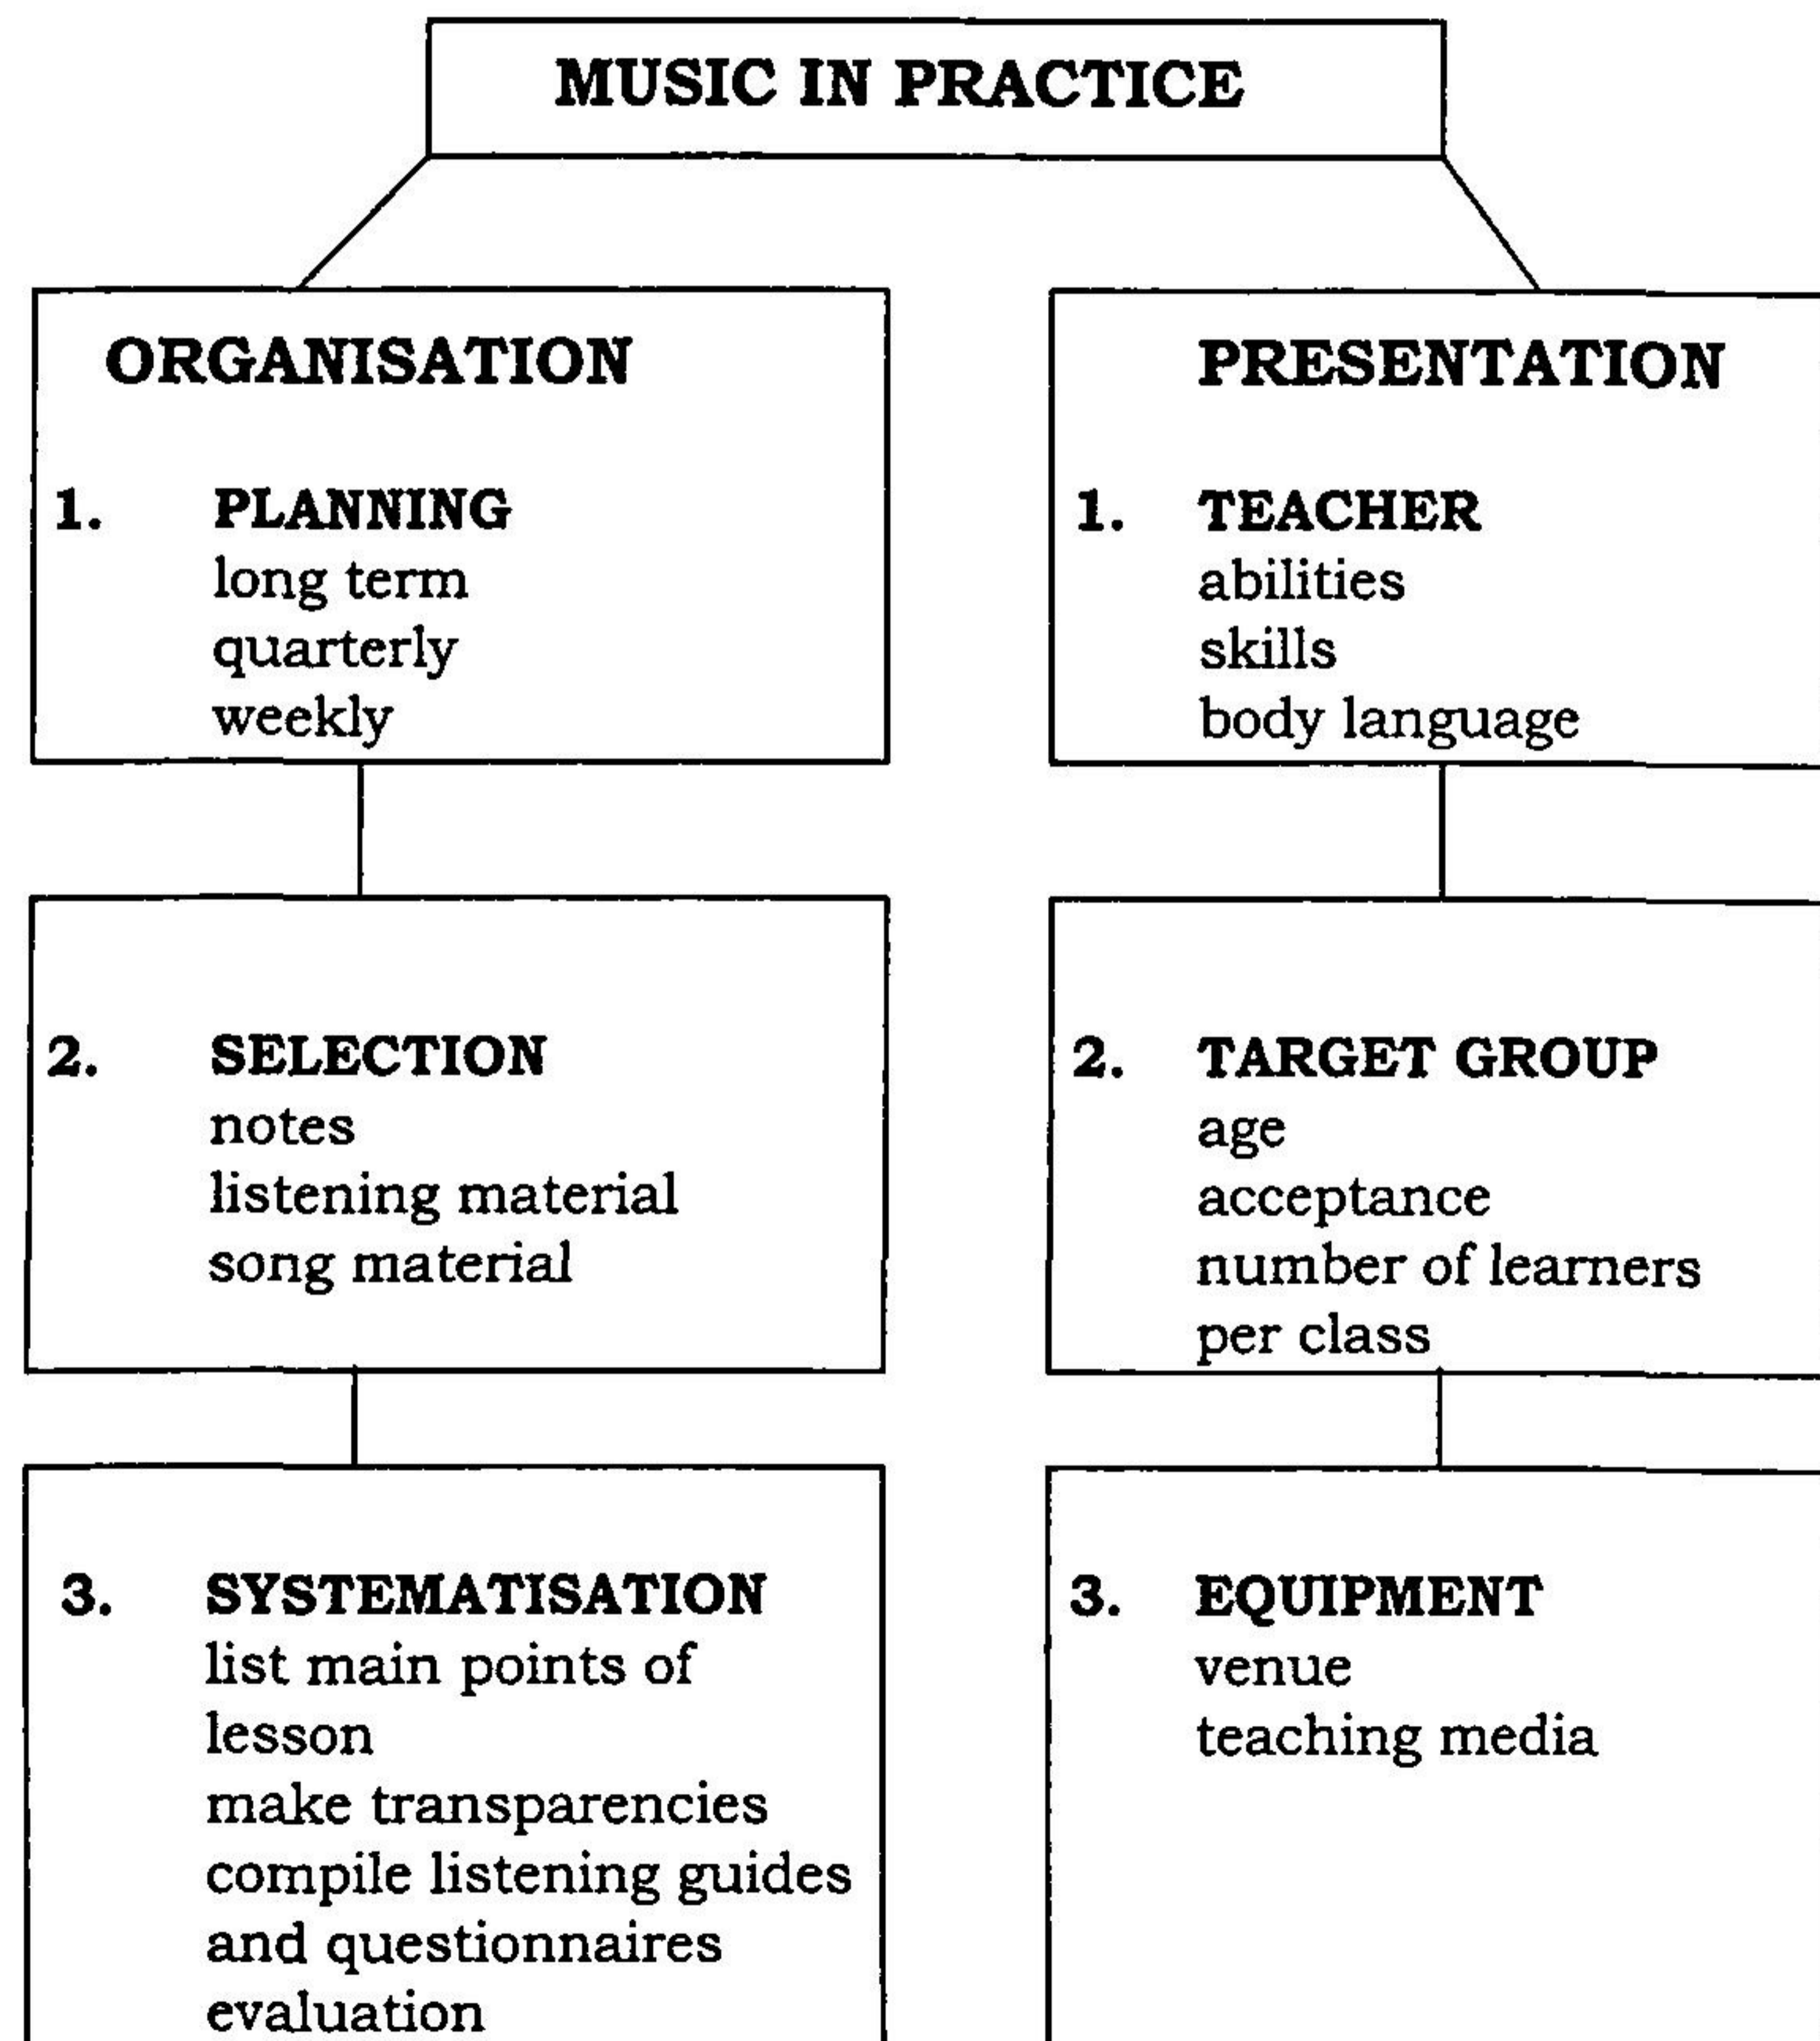 MUSIC IN PRACTICE
ORGANISATION
1. PLANNING
long term
quarterly
weekly
2. SELECTION
notes
listening material
song material
3. SYSTEMATISATION
list main points of
lesson
make transparencies
compile listening guides
and questionnaires
evaluation
PRESENTATION
1. TEACHER
abilities
skills
body language
2. TARGET GROUP
age
acceptance
number of learners
per class
3. EQUIPMENT
venue
teaching media